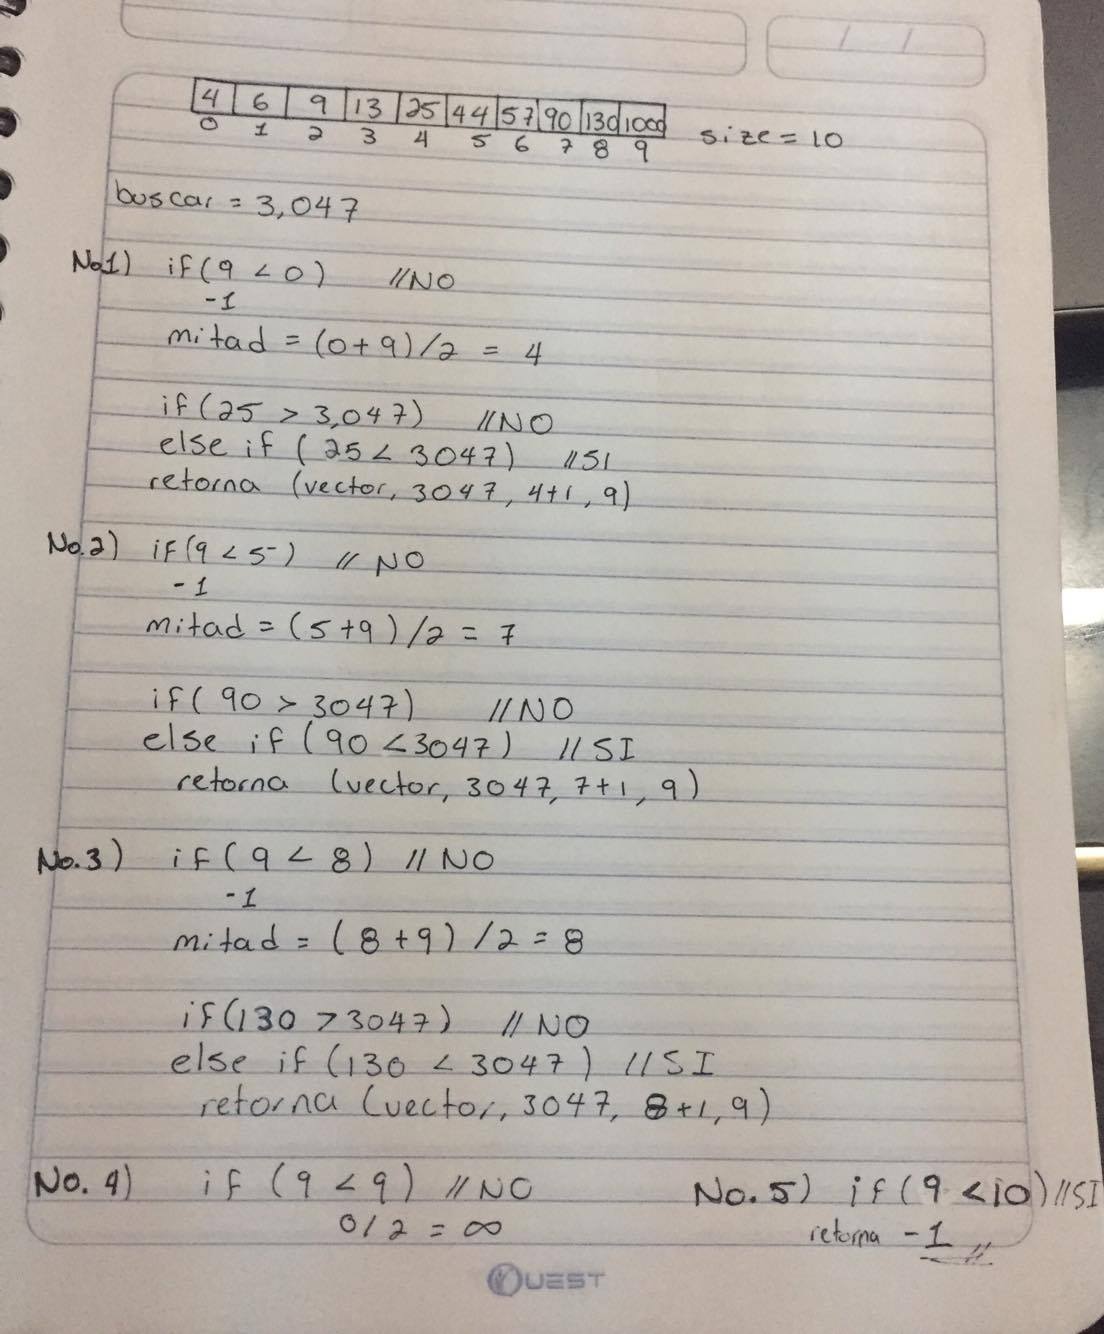 4 6 9 13 25 44 57 90 130 1000
0 1 2 3 4 5 6 7 8 9 size = 10
buscar = 3,047
No.1) if (9 < 0) //NO
-1
mitad = (0+9)/2 = 4
if (25 > 3,047) //NO
else if (25 < 3047) //SI
retorna (vector, 3047, 4+1, 9)
No.2) if (9 < 5) // NO
-1
mitad = (5+9)/2 = 7
if (90 > 3047) //NO
else if (90 < 3047) //SI
retorna (vector, 3047, 7+1, 9)
No.3) if (9 < 8) //NO
-1
mitad = (8+9)/2 = 8
if (130 > 3047) //NO
else if (130 < 3047) //SI
retorna (vector, 3047, 8+1, 9)
No. 4) if (9 < 9) //NO
0/2 = ∞
No.5) if (9 < 10) //SI
retorna -1 //
QUEST